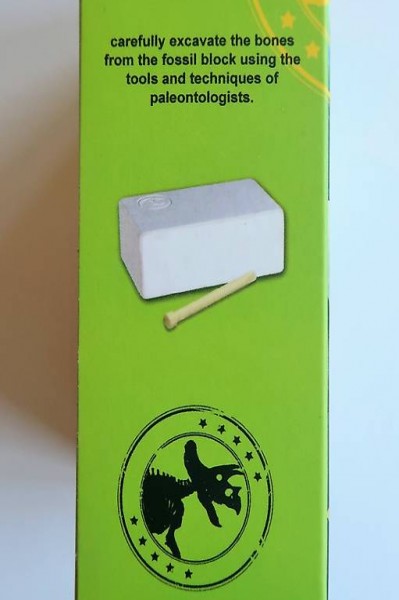 carefully excavate the bones
from the fossil block using the
tools and techniques of
paleontologists.